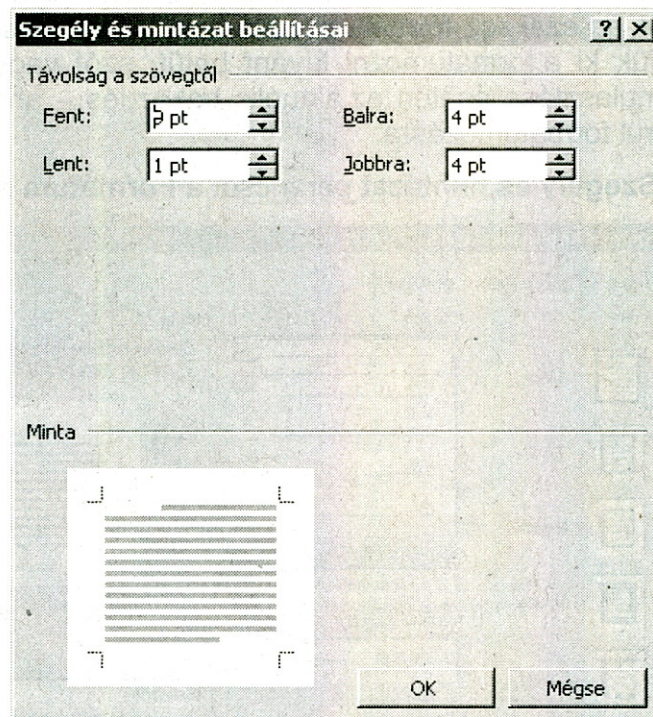 Szegély és mintázat beállításai
Távolság a szövegtől
Fent: pt Balra: 4 pt
Lent: 1 pt Jobbra: 4 pt
Minta
OK Mégse